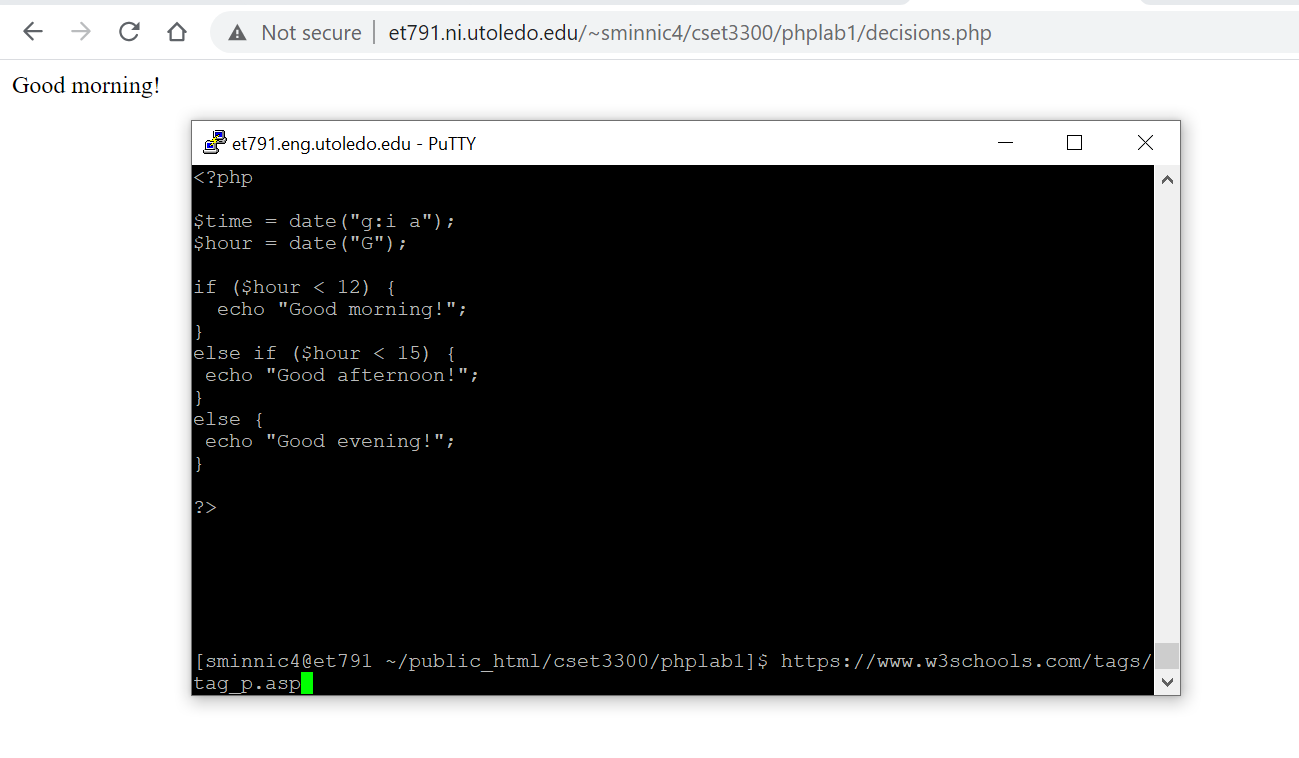 Not secure | et791.ni.utoledo.edu/~sminnic4/cset3300/phplab1/decisions.php
Good morning!
et791.eng.utoledo.edu - PuTTY
<?php
$time = date("g:i a");
$hour = date("G");
if ($hour < 12) {
  echo "Good morning!";
}
else if ($hour < 15) {
 echo "Good afternoon!";
}
else {
 echo "Good evening!";
}
?>
[sminnic4@et791 ~/public_html/cset3300/phplab1]$ https://www.w3schools.com/tags/
tag_p.asp